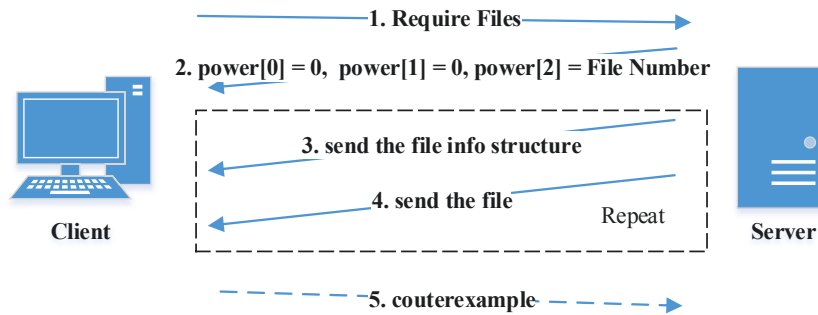 1. Require Files
2. power[0] = 0, power[1] = 0, power[2] = File Number
3. send the file info structure
4. send the file
Repeat
Client
Server
5. couterexample